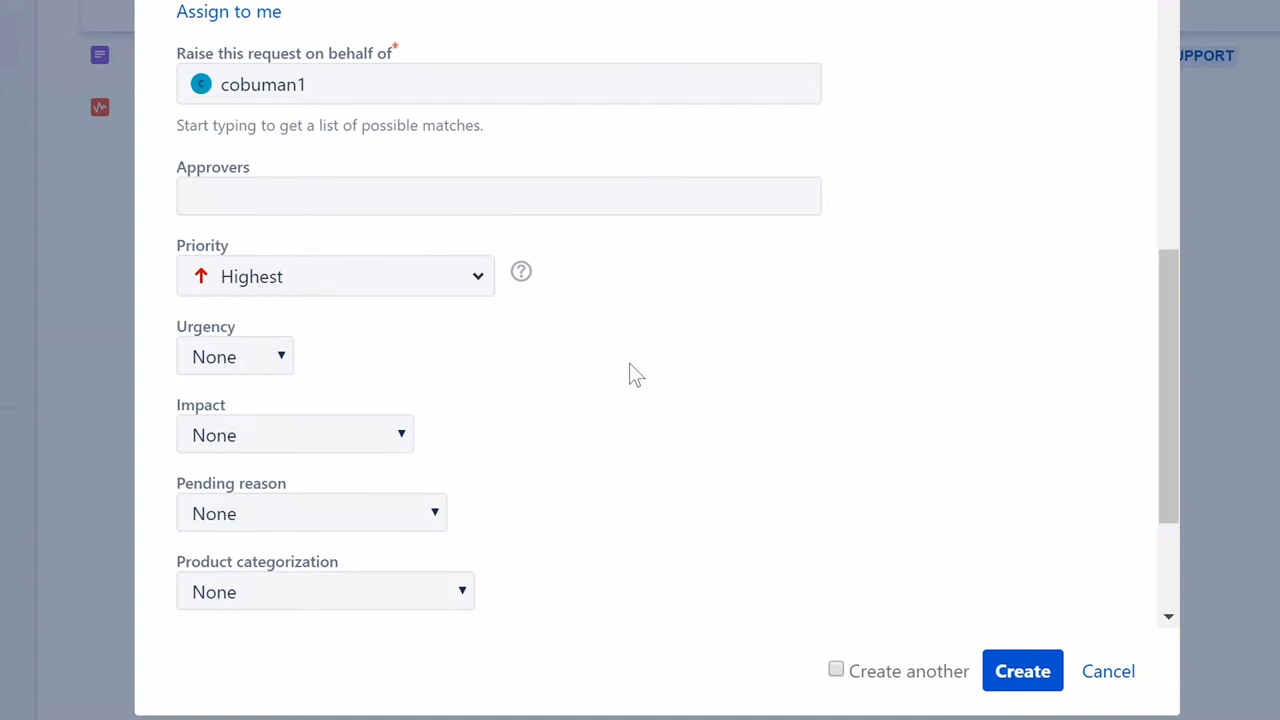 Assign to me
UPPORT
Raise this request on behalf of*
C cobuman1
Start typing to get a list of possible matches.
Approvers
Priority
Highest
?
Urgency
None
Impact
None
Pending reason
None
Product categorization
None
Create another
Create
Cancel